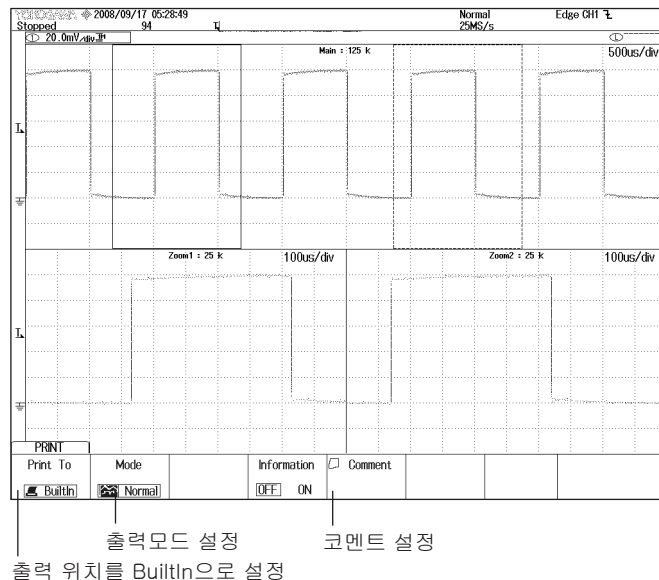 YOKOGAWA 2008/09/17 05:28:49
Normal
Edge CH1
Stopped
94
25MS/s
20.0mV/div
Main : 125 k
500us/div
Zoom1 : 25 k
100us/div
Zoom2 : 25 k
100us/div
PRINT
Print To
Mode
Information
Comment
BuiltIn
Normal
OFF ON
출력모드 설정
코멘트 설정
출력 위치를 BuiltIn으로 설정